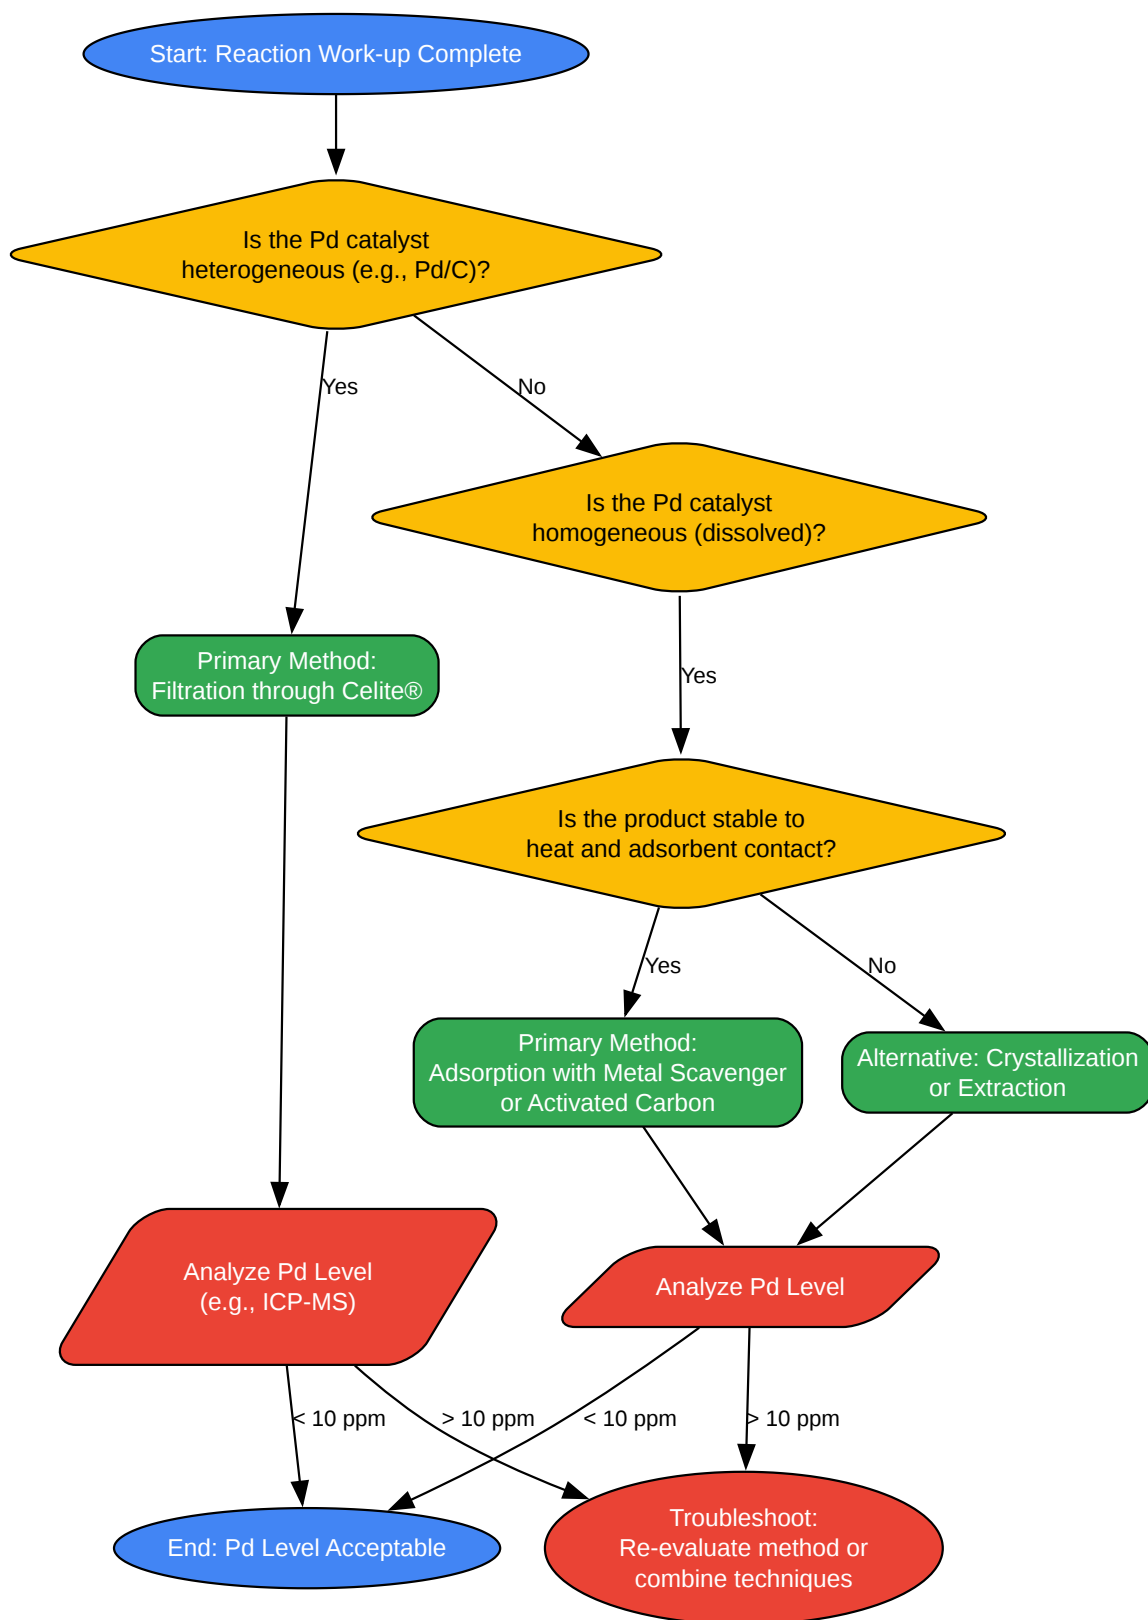 Start: Reaction Work-up Complete
Is the Pd catalyst
heterogeneous (e.g., Pd/C)?
Yes
No
Is the Pd catalyst
homogeneous (dissolved)?
Primary Method:
Filtration through Celite®
Yes
Is the product stable to
heat and adsorbent contact?
Yes
No
Primary Method:
Adsorption with Metal Scavenger
or Activated Carbon
Alternative: Crystallization
or Extraction
Analyze Pd Level
(e.g., ICP-MS)
Analyze Pd Level
< 10 ppm
> 10 ppm
< 10 ppm
> 10 ppm
End: Pd Level Acceptable
Troubleshoot:
Re-evaluate method or
combine techniques